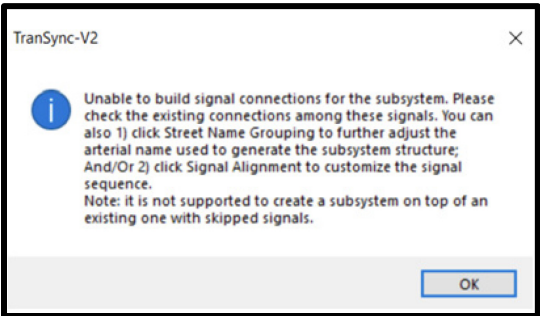 TranSync-V2
Unable to build signal connections for the subsystem. Please
check the existing connections among these signals. You can
also 1) click Street Name Grouping to further adjust the
arterial name used to generate the subsystem structure;
And/Or 2) click Signal Alignment to customize the signal
sequence.
Note: it is not supported to create a subsystem on top of an
existing one with skipped signals.
OK